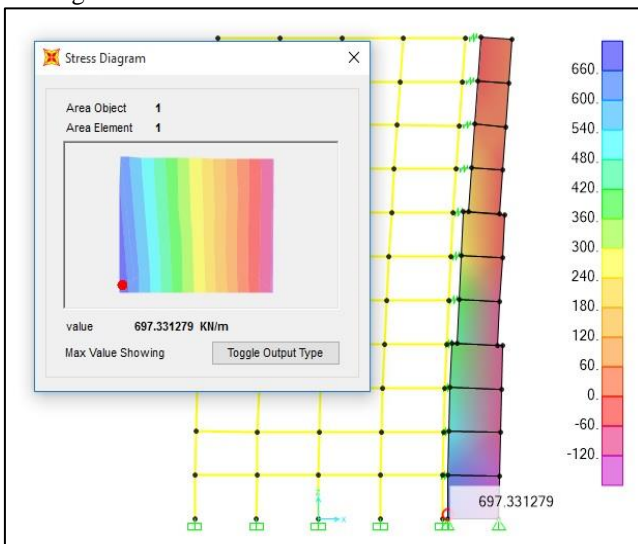 Stress Diagram
Area Object 1
Area Element 1
value 697.331279 KN/m
Max Value Showing Toggle Output Type
660.
600.
540.
480.
420.
360.
300.
240.
180.
120.
60.
0.
-60.
-120.
697.331279
z
x